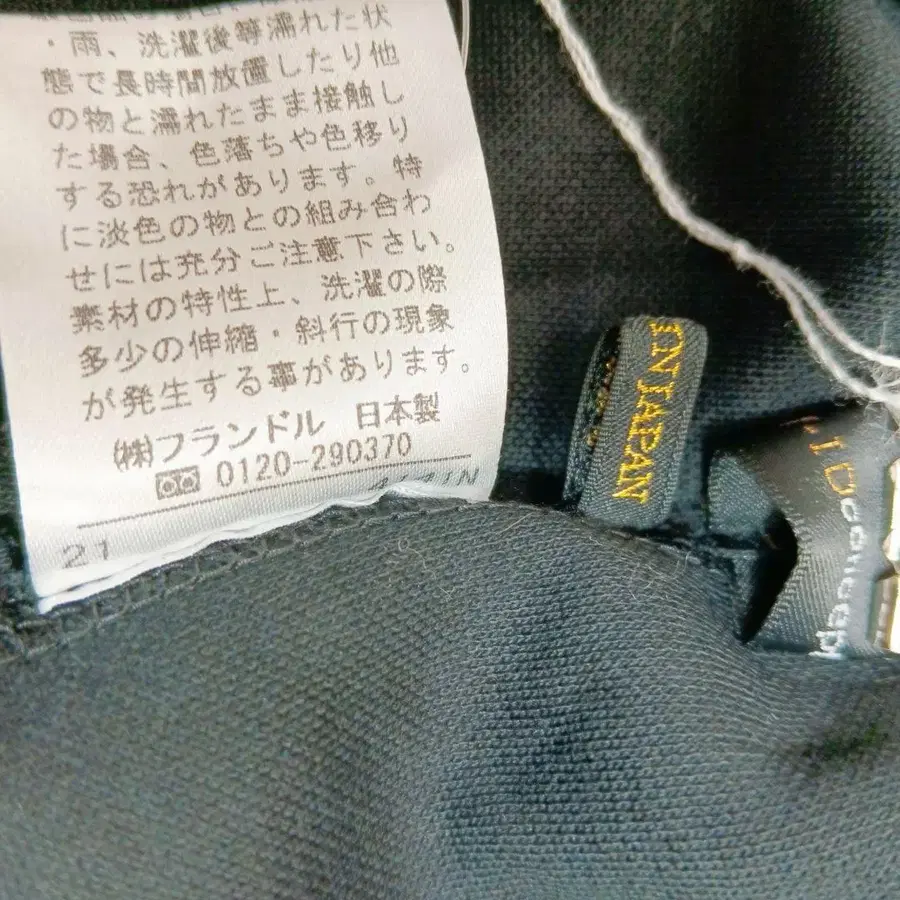 ・雨、洗濯後等濡れた状
態で長時間放置したり他
の物と濡れたまま接触し
た場合、色落ちや色移り
する恐れがあります。特
に淡色の物との組み合わ
せには充分ご注意下さい。
素材の特性上、洗濯の際
多少の伸縮・斜行の現象
が発生する事があります。
㈱フランドル 日本製
0120-290370
21
IN JAPAN